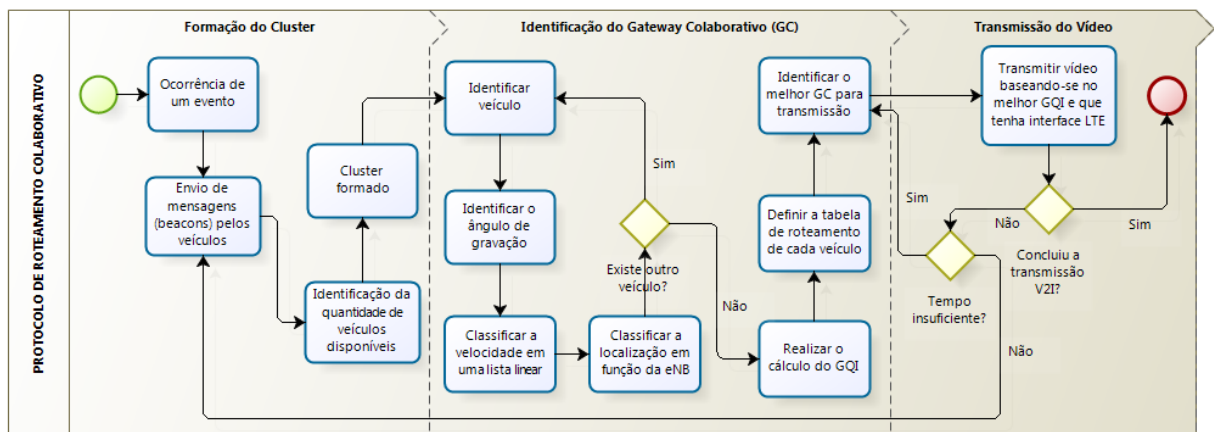 PROTOCOLO DE ROTEAMENTO COLABORATIVO
Formação do Cluster
Ocorrência de
um evento
Envio de
mensagens
(beacons) pelos
veículos
Identificação da
quantidade de
veículos
disponíveis
Cluster
formado
Identificação do Gateway Colaborativo (GC)
Identificar
veículo
Identificar o
ângulo de
gravação
Classificar a
velocidade em
uma lista linear
Classificar a
localização em
função da eNB
Existe outro
veículo?
Sim
Não
Realizar o
cálculo do GQI
Definir a tabela
de roteamento
de cada veículo
Identificar o
melhor GC para
transmissão
Transmissão do Vídeo
Transmitir vídeo
baseando-se no
melhor GQI e que
tenha interface LTE
Concluiu a
transmissão
V2I?
Sim
Não
Tempo
insuficiente?
Sim
Não